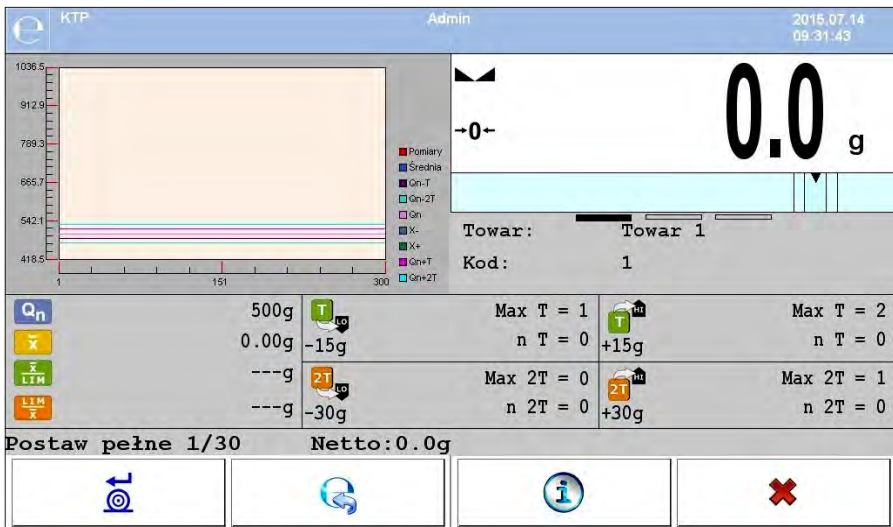 e KTP Admin 2015.07.14
09:31:43
1036.5
912.9
789.3
665.7
542.1
418.5
1 151 300
Pomiary
Średnia
Qn-T
Qn-2T
Qn
X-
X+
Qn+T
Qn+2T
→0←
0.0 g
Towar: Towar 1
Kod: 1
Qn 500g
x̄ 0.00g
x̄ LIM ---g
LIM x̄ ---g
T LO Max T = 1
-15g n T = 0
T HI Max T = 2
+15g n T = 0
2T LO Max 2T = 0
-30g n 2T = 0
2T HI Max 2T = 1
+30g n 2T = 0
Postaw pełne 1/30 Netto:0.0g
i